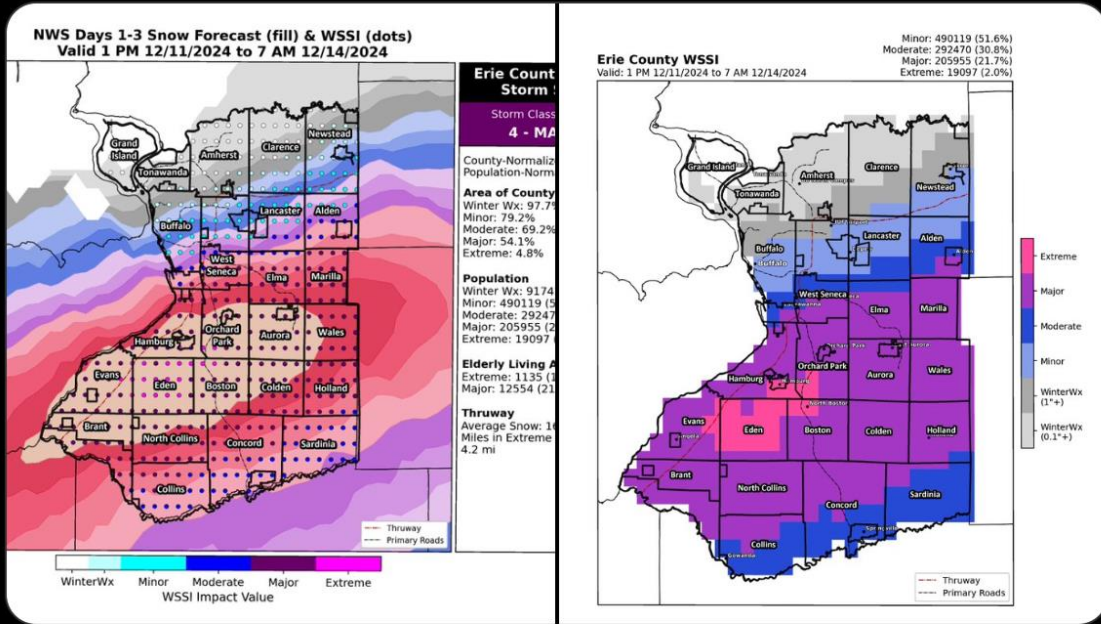 NWS Days 1-3 Snow Forecast (fill) & WSSI (dots)
Valid 1 PM 12/11/2024 to 7 AM 12/14/2024
Grand
Island
Tonawanda
Amherst
Clarence
Newstead
Buffalo
Lancaster
Alden
West
Seneca
Elma
Marilla
Hamburg
Orchard
Park
Aurora
Wales
Evans
Eden
Boston
Colden
Holland
Brant
North Collins
Concord
Sardinia
Collins
Thruway
Primary Roads
WinterWx
Minor
Moderate
Major
Extreme
WSSI Impact Value
Erie Count
Storm
Storm Class
4 - MA
County-Normaliz
Population-Norm
Area of County
Winter Wx: 97.7%
Minor: 79.2%
Moderate: 69.2%
Major: 54.1%
Extreme: 4.8%
Population
Winter Wx: 9174
Minor: 490119 (5
Moderate: 29247
Major: 205955 (2
Extreme: 19097
Elderly Living A
Extreme: 1135 (1
Major: 12554 (21
Thruway
Average Snow: 16
Miles in Extreme
4.2 mi
Erie County WSSI
Valid: 1 PM 12/11/2024 to 7 AM 12/14/2024
Minor: 490119 (51.6%)
Moderate: 292470 (30.8%)
Major: 205955 (21.7%)
Extreme: 19097 (2.0%)
Grand Island
Tonawanda
Amherst
Clarence
Newstead
Buffalo
Buffalo
Lancaster
Alden
West Seneca
Elma
Marilla
Orchard Park
Hamburg
Aurora
Wales
North Boston
Evans
Eden
Boston
Colden
Holland
Brant
North Collins
Concord
Sardinia
Springville
Collins
Gowanda
Thruway
Primary Roads
Extreme
Major
Moderate
Minor
WinterWx
(1"+)
WinterWx
(0.1"+)